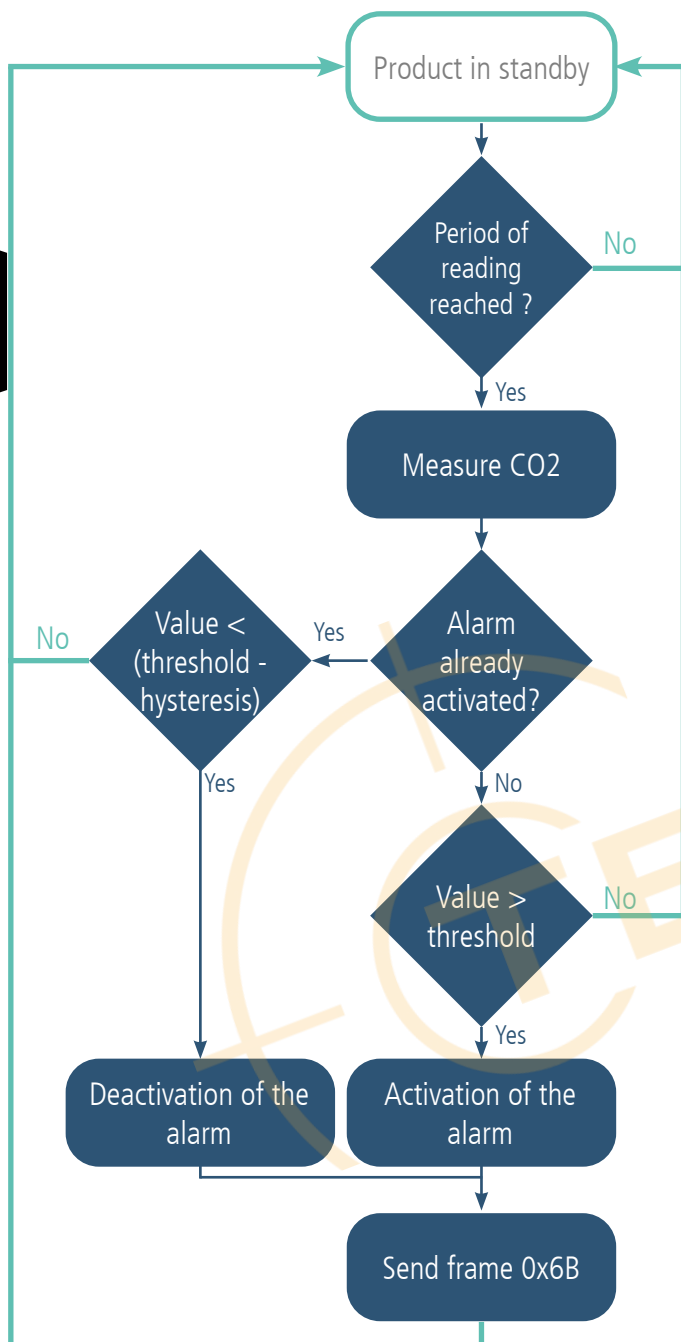 Product in standby
Period of
reading
reached ?
No
Yes
Measure CO2
Alarm
already
activated?
Yes
Value <
(threshold -
hysteresis)
No
Yes
No
Value >
threshold
No
Yes
Deactivation of the
alarm
Activation of the
alarm
Send frame 0x6B
TE